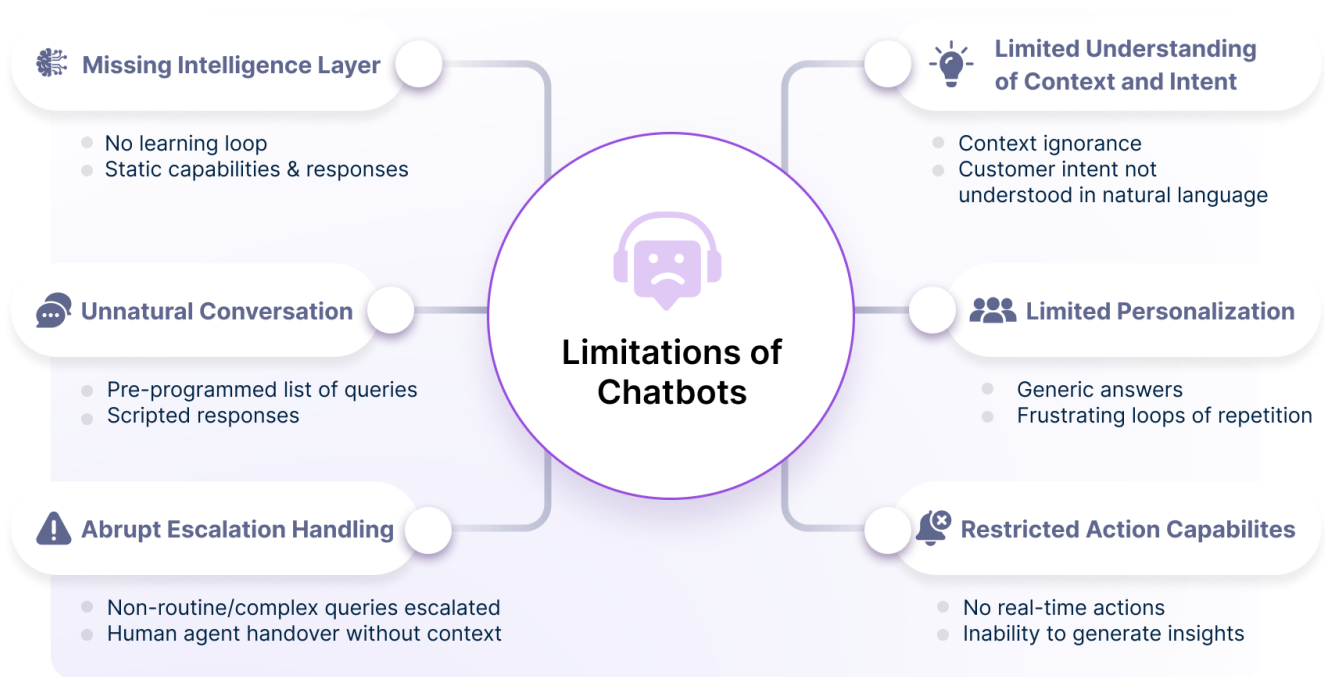 Missing Intelligence Layer
No learning loop
Static capabilities & responses
Unnatural Conversation
Pre-programmed list of queries
Scripted responses
Abrupt Escalation Handling
Non-routine/complex queries escalated
Human agent handover without context
Limitations of
Chatbots
Limited Understanding
of Context and Intent
Context ignorance
Customer intent not
understood in natural language
Limited Personalization
Generic answers
Frustrating loops of repetition
Restricted Action Capabilites
No real-time actions
Inability to generate insights